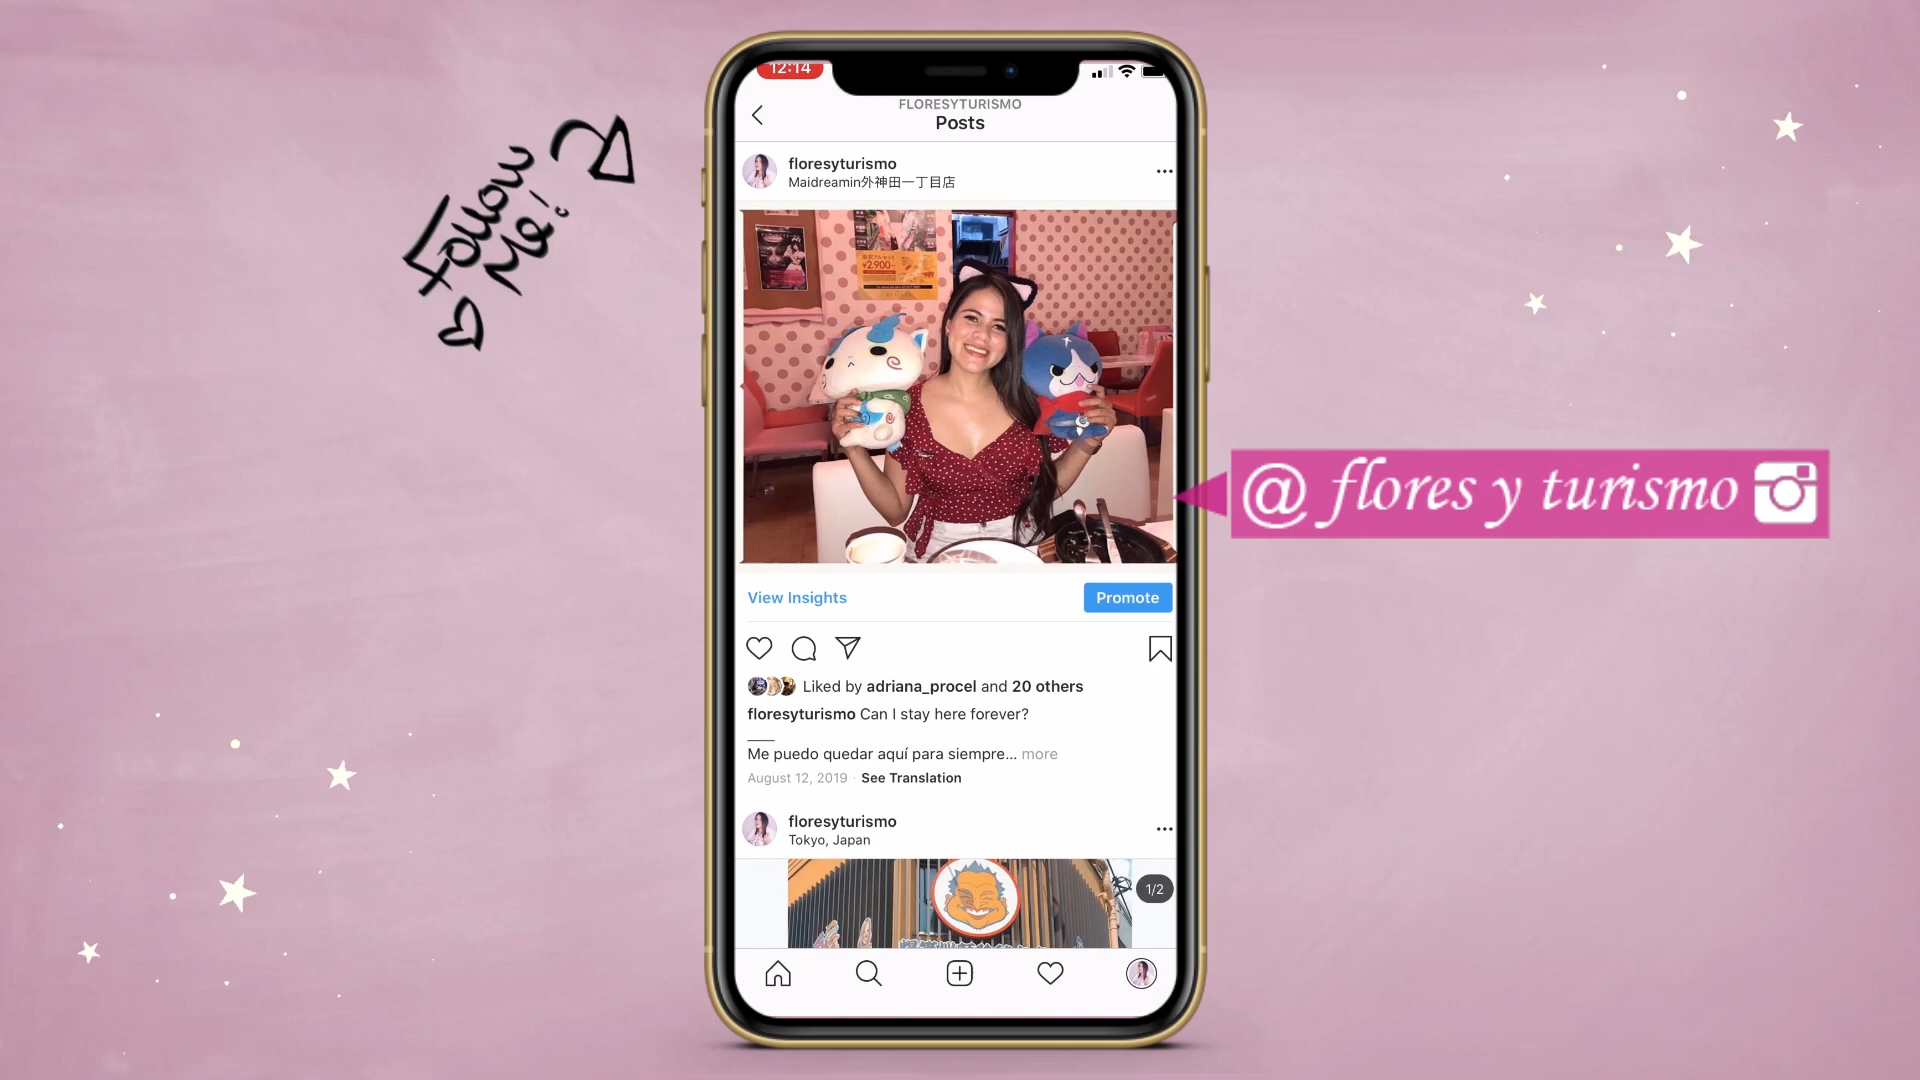 12:14
FLORESYTURISMO
Posts
Follow
Me!
floresyturismo
Maidreamin外神田一丁目店
¥2,900
@ flores y turismo
View Insights
Promote
Liked by adriana_procel and 20 others
floresyturismo Can I stay here forever?
___
Me puedo quedar aquí para siempre... more
August 12, 2019 · See Translation
floresyturismo
Tokyo, Japan
1/2